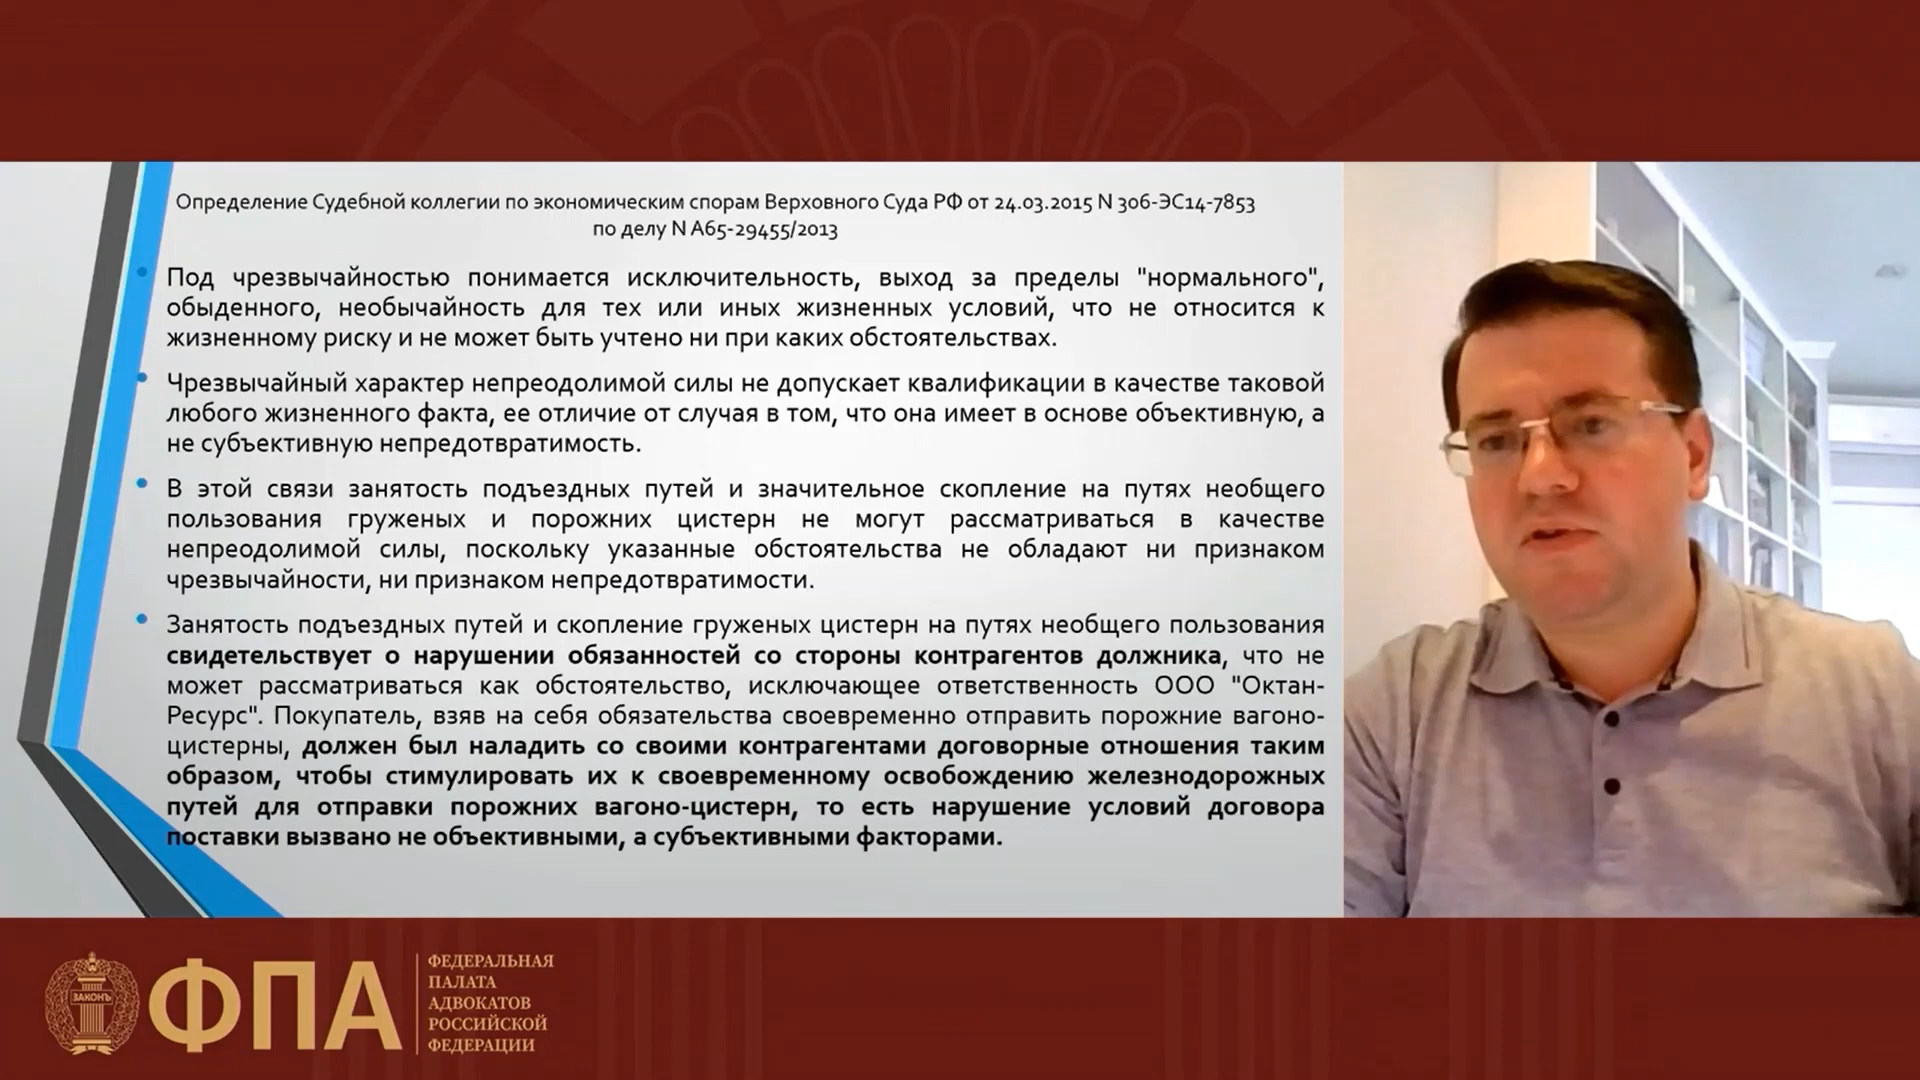 Определение Судебной коллегии по экономическим спорам Верховного Суда РФ от 24.03.2015 N 306-ЭС14-7853
по делу N А65-29455/2013
• Под чрезвычайностью понимается исключительность, выход за пределы "нормального",
обыденного, необычайность для тех или иных жизненных условий, что не относится к
жизненному риску и не может быть учтено ни при каких обстоятельствах.
• Чрезвычайный характер непреодолимой силы не допускает квалификации в качестве таковой
любого жизненного факта, ее отличие от случая в том, что она имеет в основе объективную, а
не субъективную непредотвратимость.
• В этой связи занятость подъездных путей и значительное скопление на путях необщего
пользования груженых и порожних цистерн не могут рассматриваться в качестве
непреодолимой силы, поскольку указанные обстоятельства не обладают ни признаком
чрезвычайности, ни признаком непредотвратимости.
• Занятость подъездных путей и скопление груженых цистерн на путях необщего пользования
свидетельствует о нарушении обязанностей со стороны контрагентов должника, что не
может рассматриваться как обстоятельство, исключающее ответственность ООО "Октан-
Ресурс". Покупатель, взяв на себя обязательства своевременно отправить порожние вагоно-
цистерны, должен был наладить со своими контрагентами договорные отношения таким
образом, чтобы стимулировать их к своевременному освобождению железнодорожных
путей для отправки порожних вагоно-цистерн, то есть нарушение условий договора
поставки вызвано не объективными, а субъективными факторами.
ЗАКОНЪ
ФПА
ФЕДЕРАЛЬНАЯ
ПАЛАТА
АДВОКАТОВ
РОССИЙСКОЙ
ФЕДЕРАЦИИ